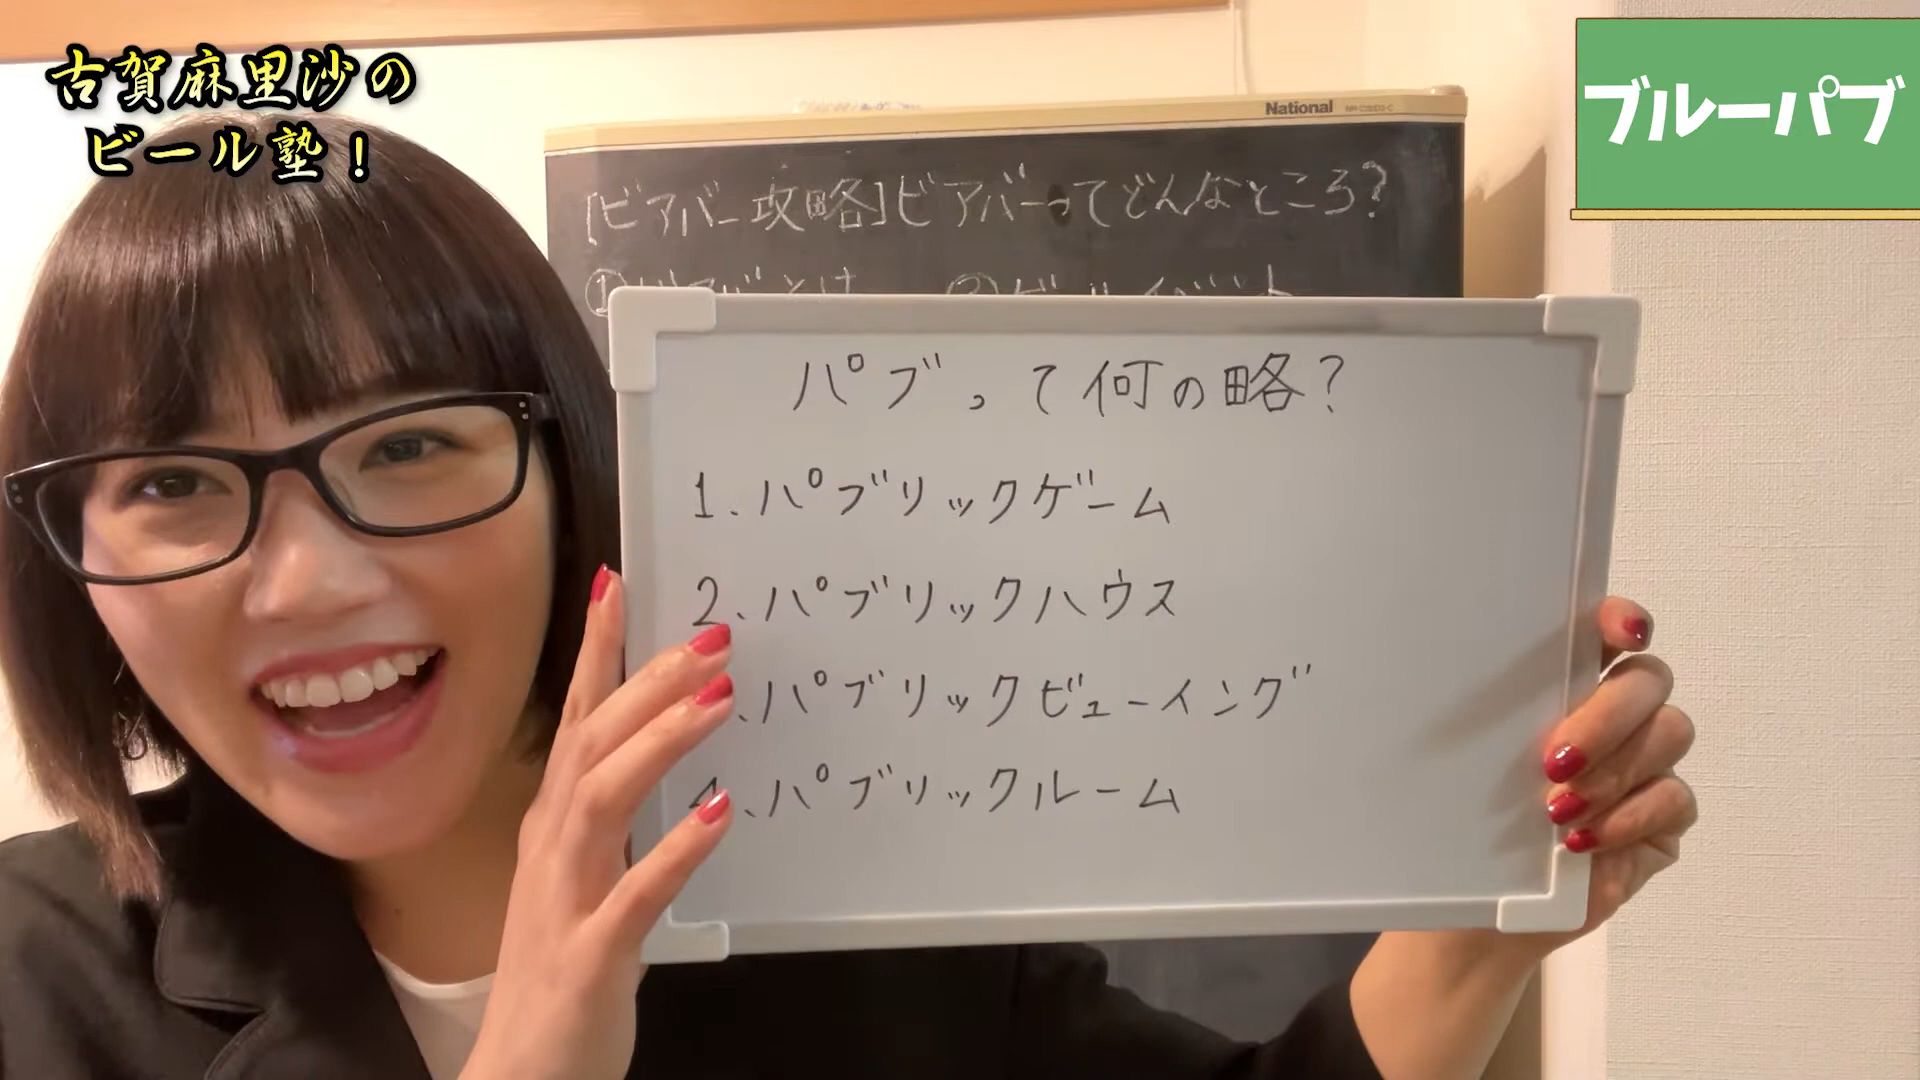 古賀麻里沙の
ビール塾！
ブルーパブ
National
[ビアバー攻略]ビアバーってどんなところ?
パブって何の略?
1.パブリックゲーム
2、パブリックハウス
、パブリックビューイング
4、パブリックルーム